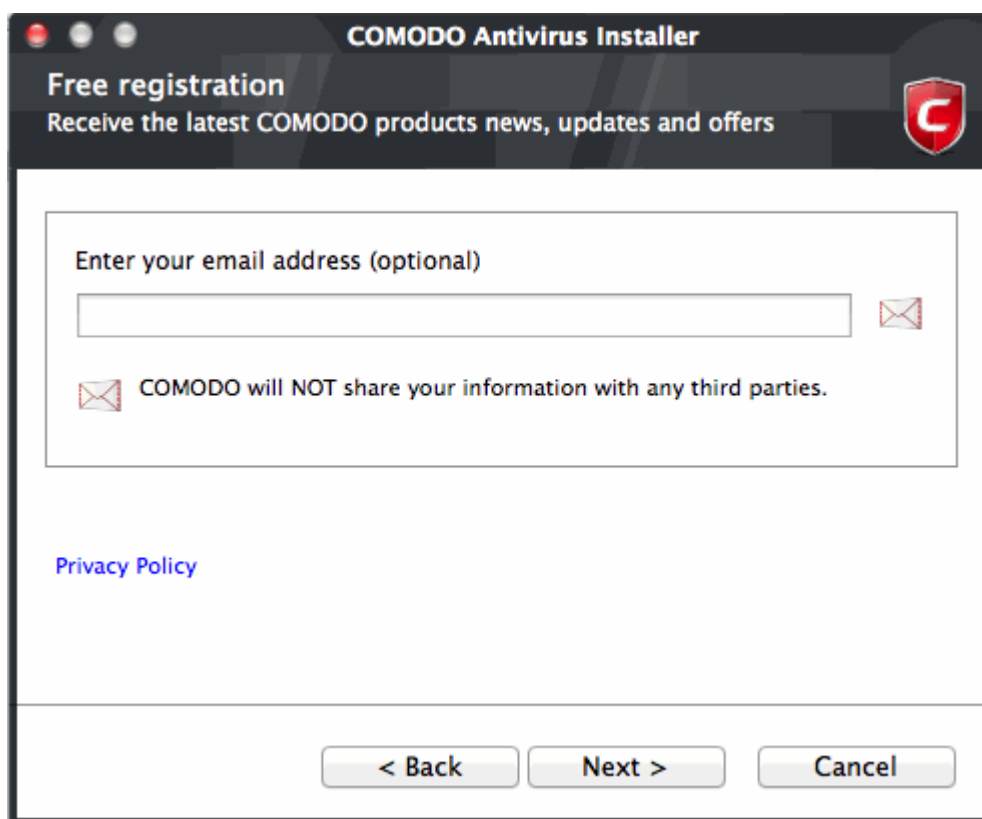 COMODO Antivirus Installer
Free registration
Receive the latest COMODO products news, updates and offers
C
Enter your email address (optional)
COMODO will NOT share your information with any third parties.
Privacy Policy
< Back
Next >
Cancel